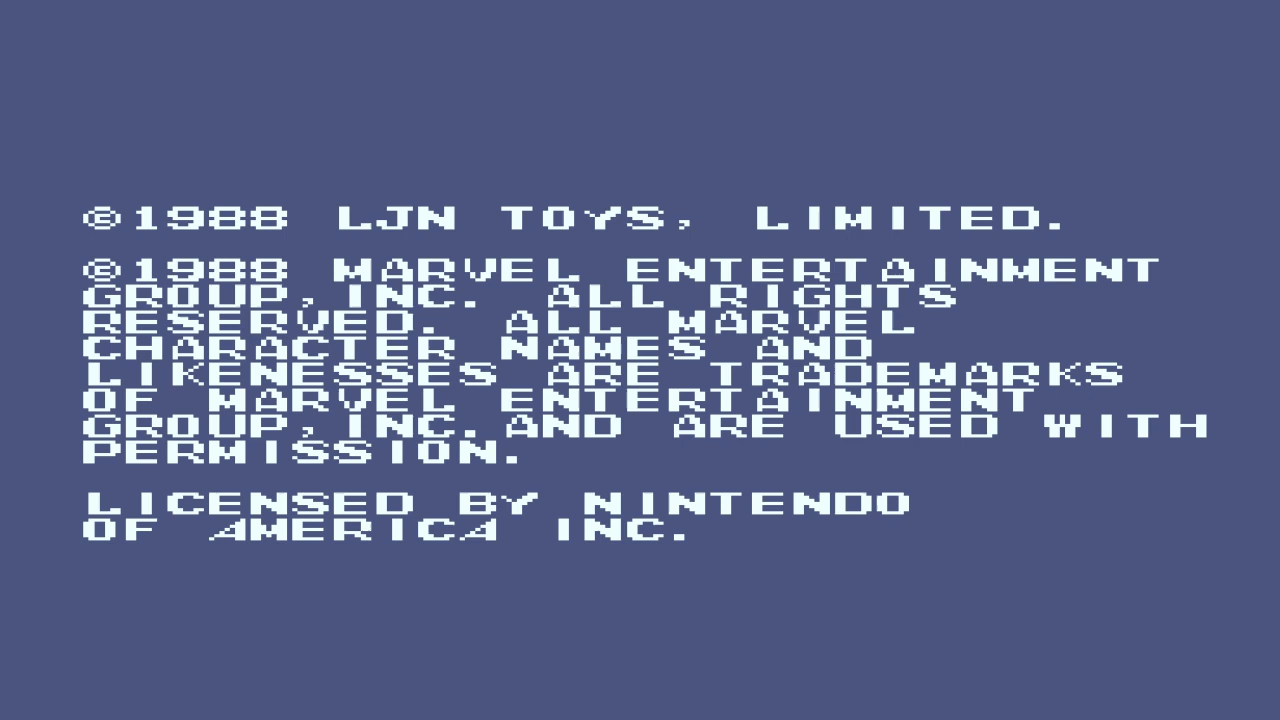 ©1988 LJN TOYS, LIMITED.
©1988 MARVEL ENTERTAINMENT
GROUP,INC. ALL RIGHTS
RESERVED. ALL MARVEL
CHARACTER NAMES AND
LIKENESSES ARE TRADEMARKS
OF MARVEL ENTERTAINMENT
GROUP,INC. AND ARE USED WITH
PERMISSION.
LICENSED BY NINTENDO
OF AMERICA INC.